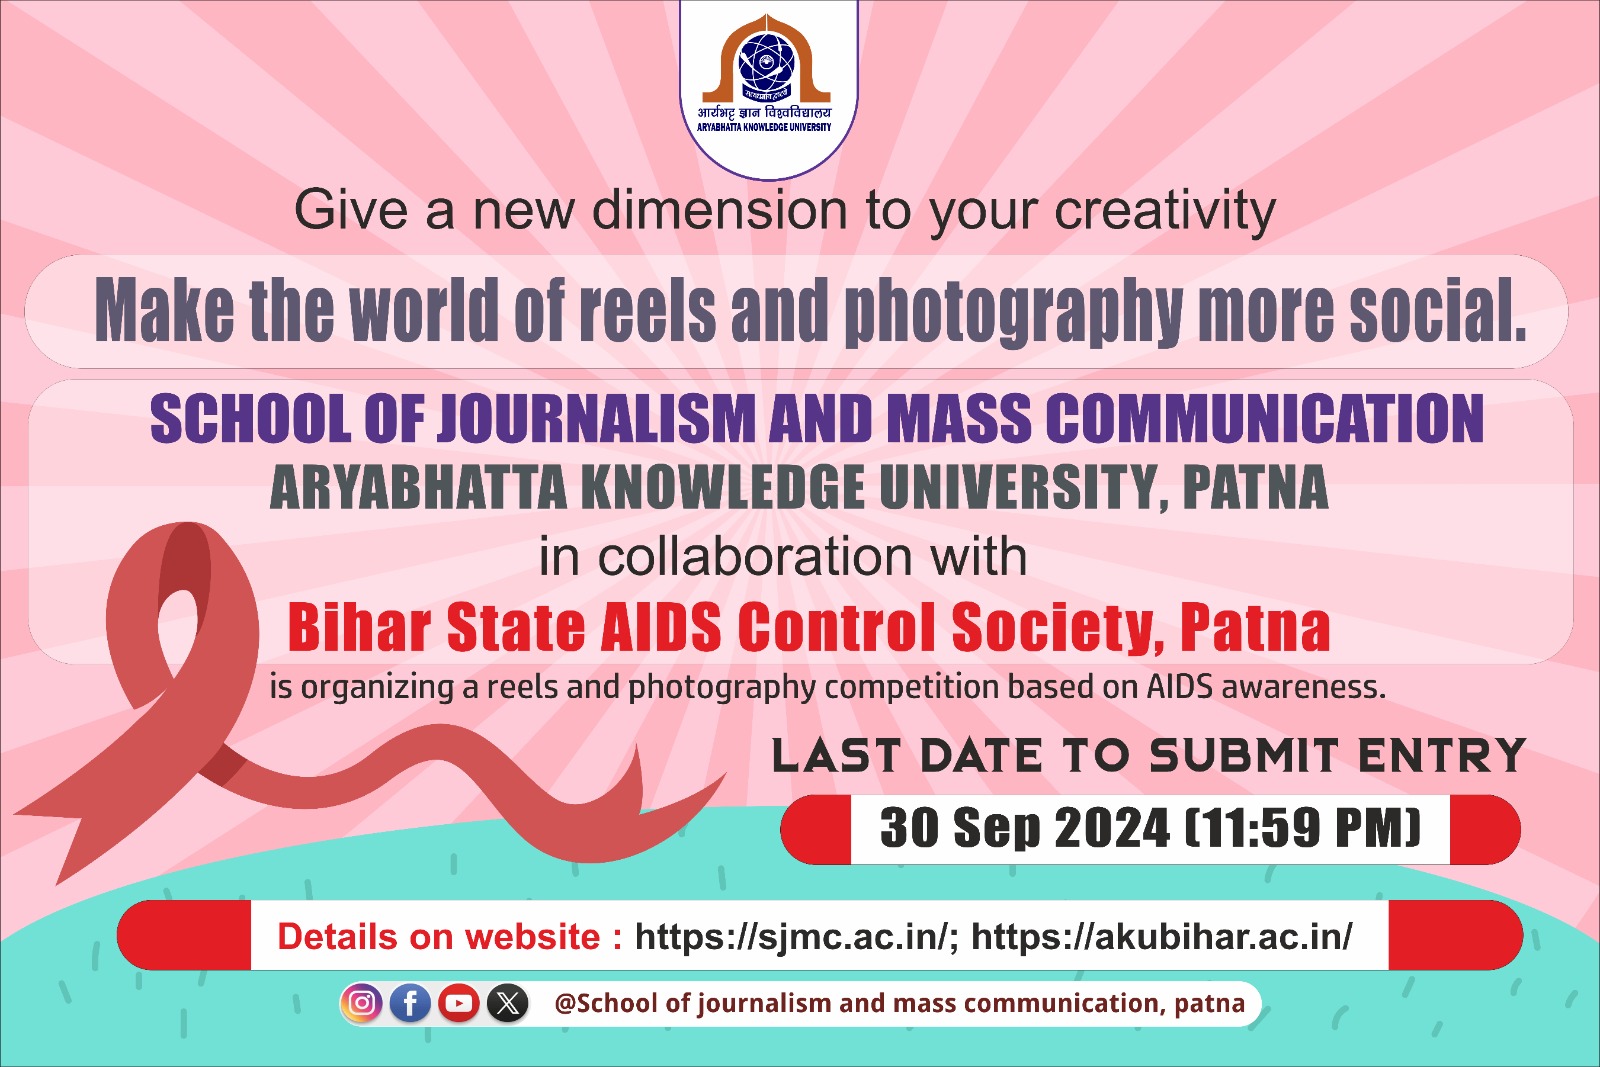 आर्यभट्ट ज्ञान विश्वविद्यालय
ARYABHATTA KNOWLEDGE UNIVERSITY
Give a new dimension to your creativity
Make the world of reels and photography more social.
SCHOOL OF JOURNALISM AND MASS COMMUNICATION
ARYABHATTA KNOWLEDGE UNIVERSITY, PATNA
in collaboration with
Bihar State AIDS Control Society, Patna
is organizing a reels and photography competition based on AIDS awareness.
LAST DATE TO SUBMIT ENTRY
30 Sep 2024 (11:59 PM)
Details on website : https://sjmc.ac.in/; https://akubihar.ac.in/
@School of journalism and mass communication, patna